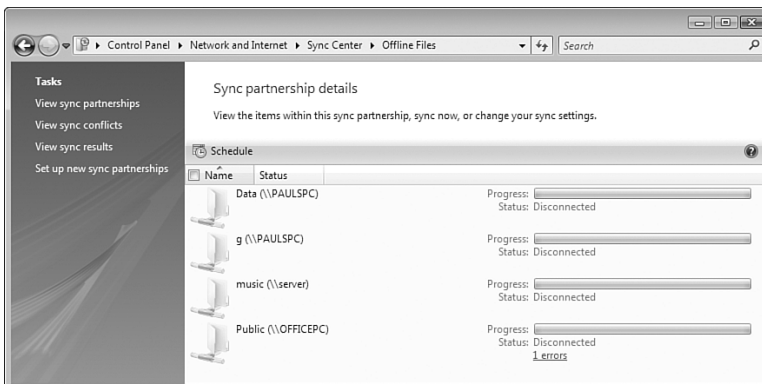 Control Panel ▸ Network and Internet ▸ Sync Center ▸ Offline Files
Search
Tasks
View sync partnerships
View sync conflicts
View sync results
Set up new sync partnerships
Sync partnership details
View the items within this sync partnership, sync now, or change your sync settings.
Schedule
Name Status
Data (\\PAULSPC) Progress:
Status: Disconnected
g (\\PAULSPC) Progress:
Status: Disconnected
music (\\server) Progress:
Status: Disconnected
Public (\\OFFICEPC) Progress:
Status: Disconnected
1 errors